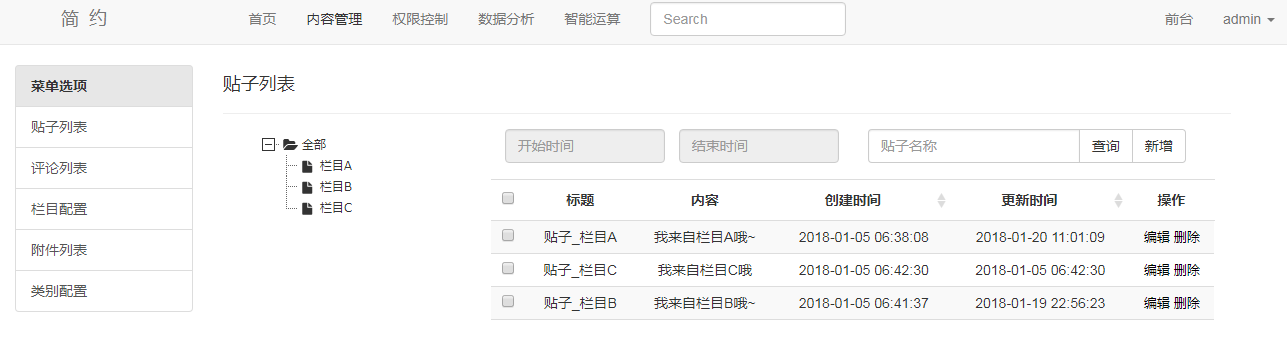 简 约 首页 内容管理 权限控制 数据分析 智能运算 Search 前台 admin
菜单选项
贴子列表
评论列表
栏目配置
附件列表
类别配置
贴子列表
全部
栏目A
栏目B
栏目C
开始时间 结束时间 贴子名称 查询 新增
标题 内容 创建时间 更新时间 操作
贴子_栏目A 我来自栏目A哦~ 2018-01-05 06:38:08 2018-01-20 11:01:09 编辑 删除
贴子_栏目C 我来自栏目C哦 2018-01-05 06:42:30 2018-01-05 06:42:30 编辑 删除
贴子_栏目B 我来自栏目B哦~ 2018-01-05 06:41:37 2018-01-19 22:56:23 编辑 删除